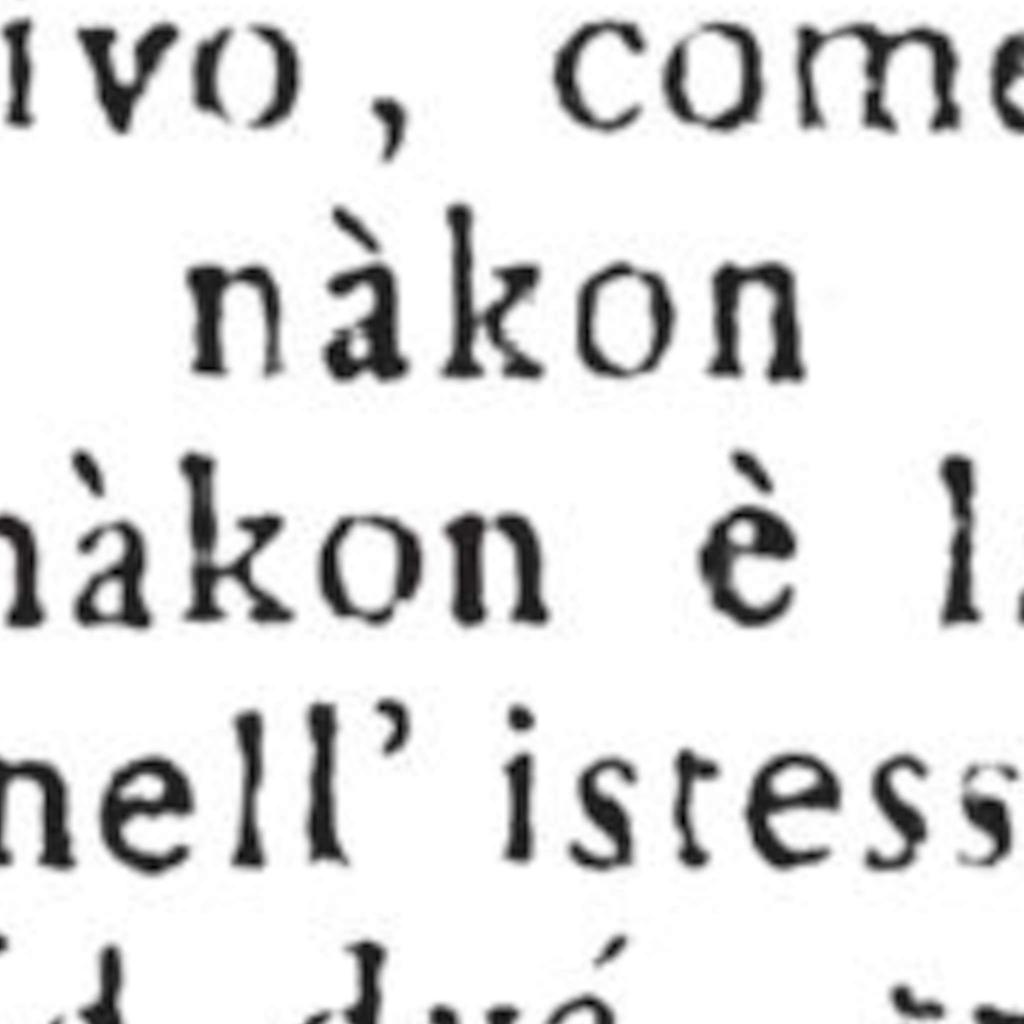 ivo, come
nàkon
nàkon è l
nell' istess